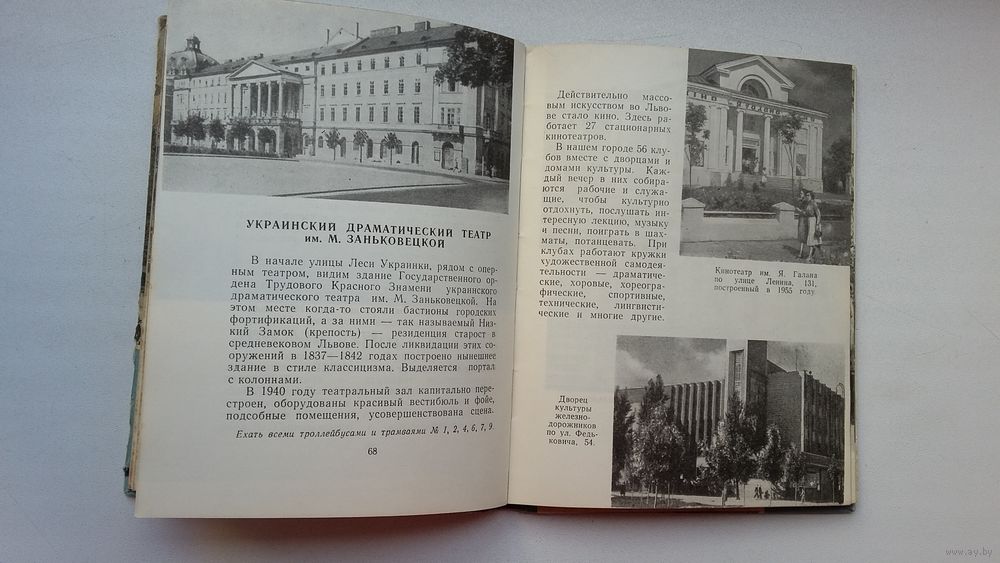 УКРАИНСКИЙ ДРАМАТИЧЕСКИЙ ТЕАТР
им. М. ЗАНЬКОВЕЦКОЙ
В начале улицы Леси Украинки, рядом с опер-
ным театром, видим здание Государственного ор-
дена Трудового Красного Знамени украинского
драматического театра им. М. Заньковецкой. На
этом месте когда-то стояли бастионы городских
фортификаций, а за ними — так называемый Низ-
кий Замок (крепость) — резиденция старост в
средневековом Львове. После ликвидации этих со-
оружений в 1837—1842 годах построено нынешнее
здание в стиле классицизма. Выделяется портал
с колоннами.
В 1940 году театральный зал капитально пере-
строен, оборудованы красивый вестибюль и фойе,
подсобные помещения, усовершенствована сцена.
Ехать всеми троллейбусами и трамваями № 1, 2, 4, 6, 7, 9.
68
Действительно массо-
вым искусством во Льво-
ве стало кино. Здесь ра-
ботает 27 стационарных
кинотеатров.
В нашем городе 56 клу-
бов вместе с дворцами и
домами культуры. Каж-
дый вечер в них собира-
ются рабочие и служа-
щие, чтобы культурно
отдохнуть, послушать ин-
тересную лекцию, музыку
и песни, поиграть в шах-
маты, потанцевать. При
клубах работают кружки
художественной самодея-
тельности — драматиче-
ские, хоровые, хореогра-
фические, спортивные,
технические, лингвисти-
ческие и многие другие.
Кинотеатр им. Я. Галана
по улице Ленина, 131,
построенный в 1955 году.
Дворец
культуры
железно-
дорожников
по ул. Федь-
ковича, 54.
www.ay.by